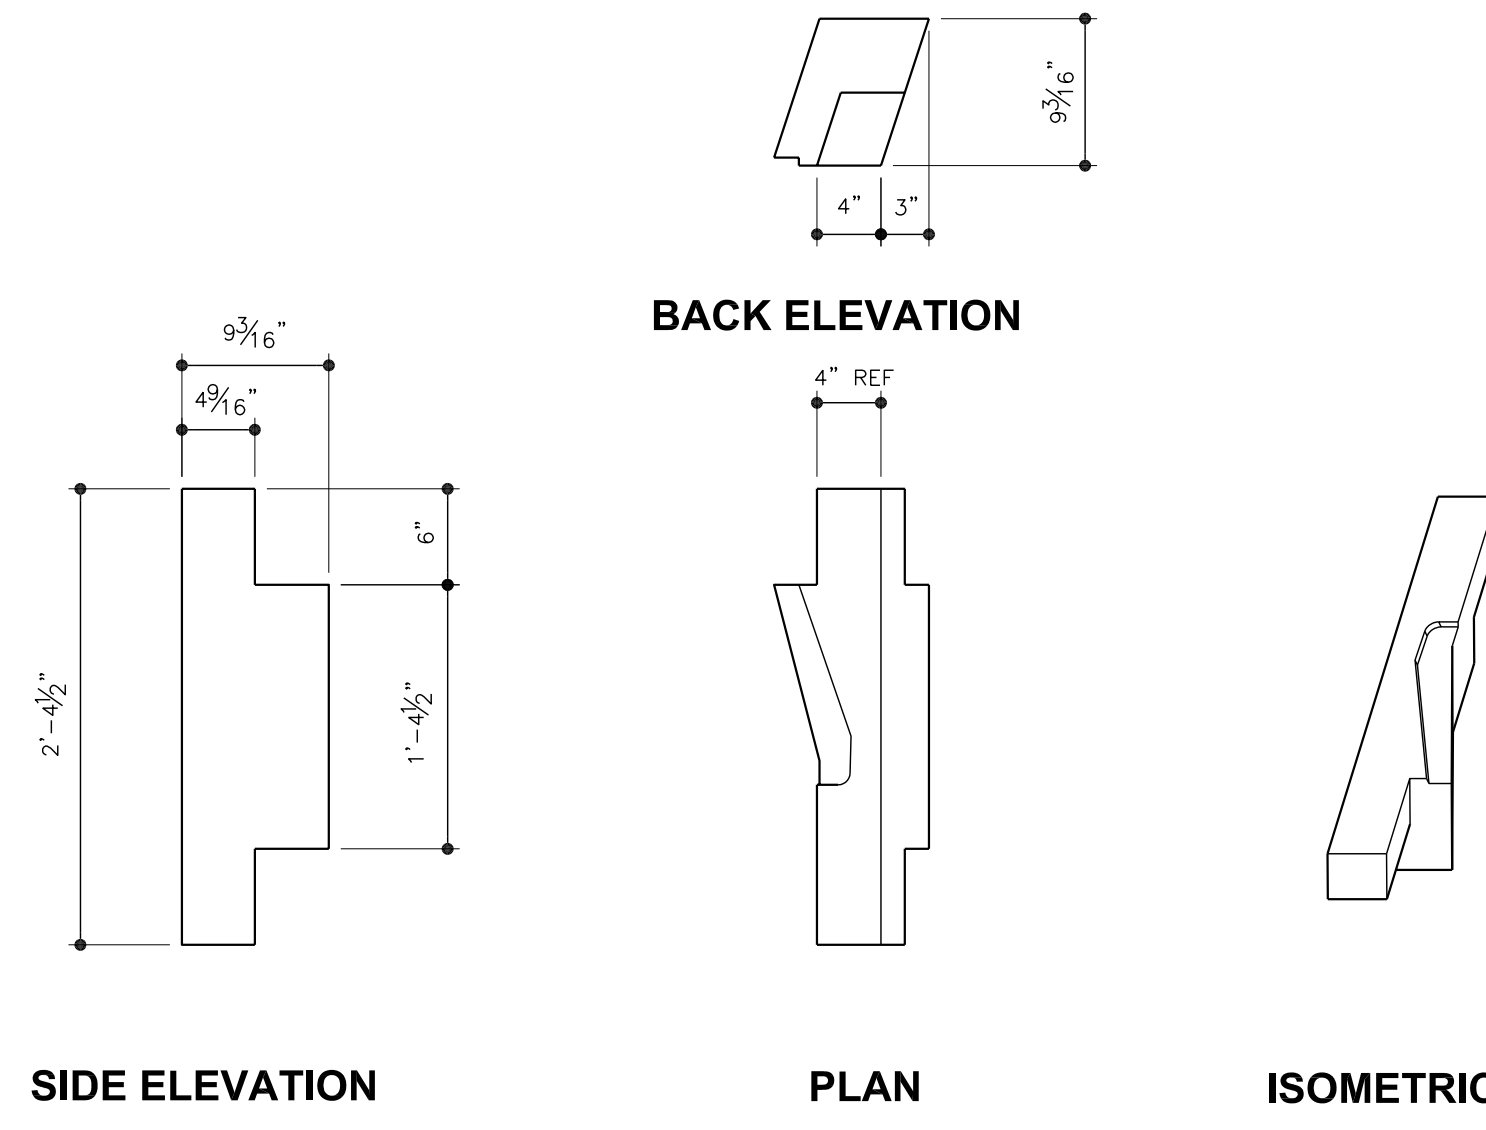 9 3/16"
4" 3"
BACK ELEVATION
9 3/16"
4 9/16"
4" REF
6"
2'-4 1/2"
1'-4 1/2"
SIDE ELEVATION
PLAN
ISOMETRIC